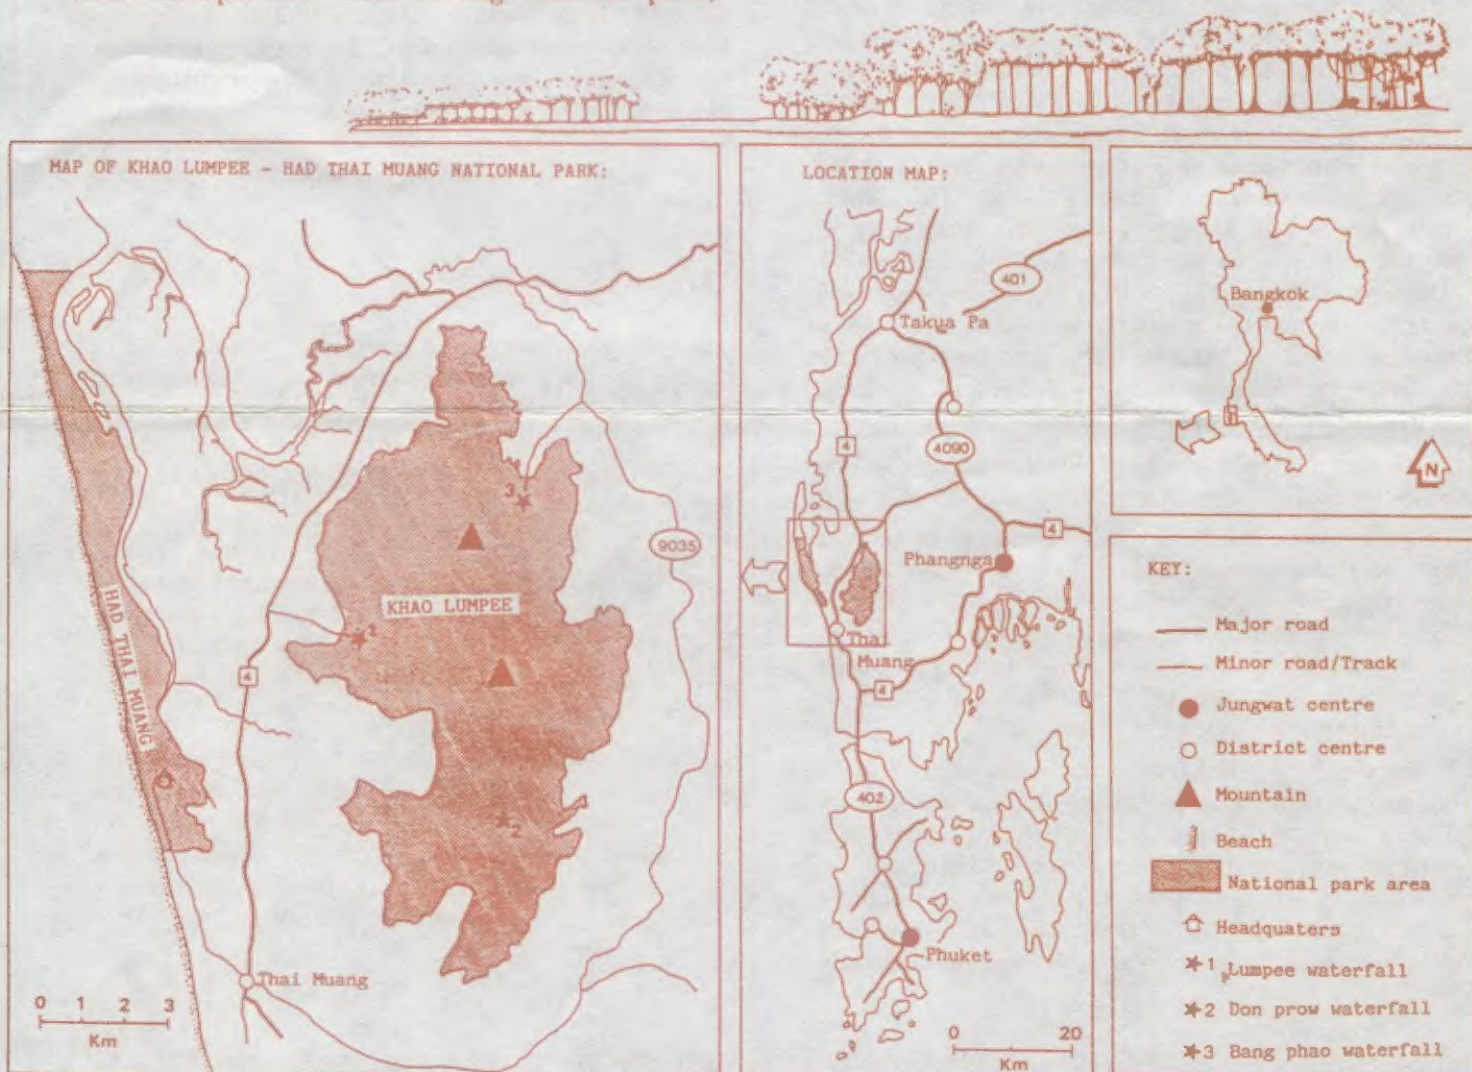 MAP OF KHAO LUMPEE - HAD THAI MUANG NATIONAL PARK:
3
9035
KHAO LUMPEE
1
4
HAD THAI MUANG
2
Thai Muang
0 1 2 3
Km
LOCATION MAP:
401
Takua Pa
4
4090
4
Phangnga
Thai
Muang
4
402
Phuket
0 20
Km
Bangkok
N
KEY:
Major road
Minor road/Track
Jungwat centre
District centre
Mountain
Beach
National park area
Headquaters
1 Lumpee waterfall
2 Don prow waterfall
3 Bang phao waterfall